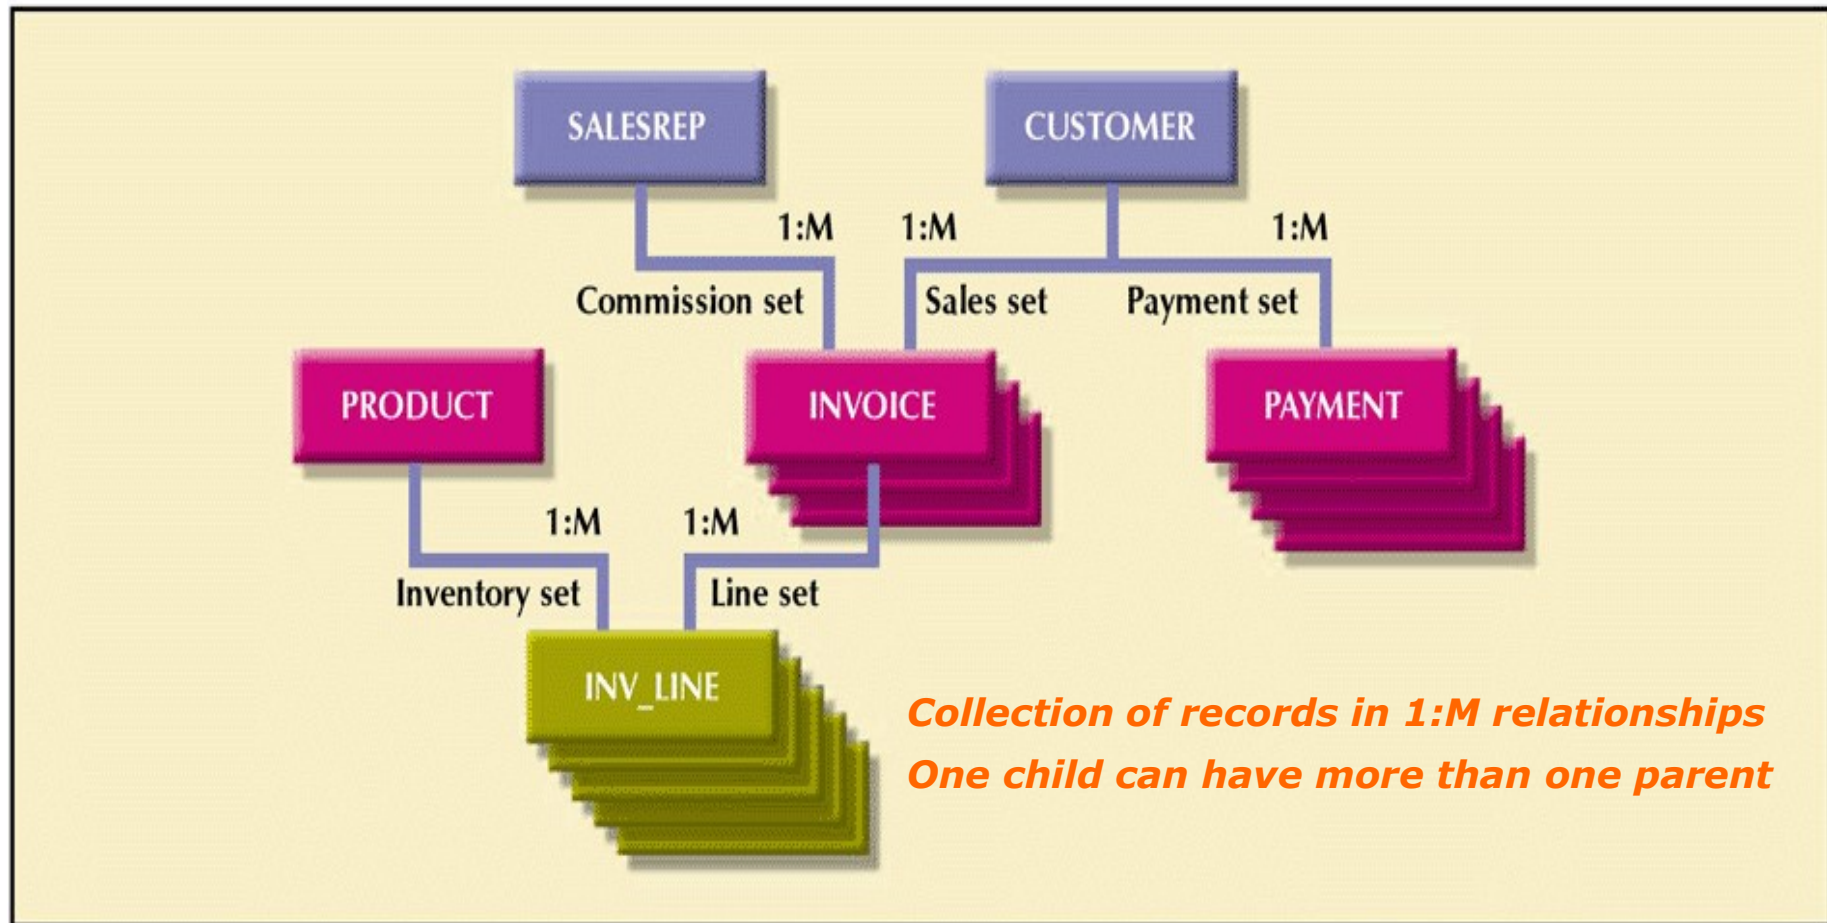 SALESREP
CUSTOMER
1:M
1:M
1:M
Commission set
Sales set
Payment set
PRODUCT
INVOICE
PAYMENT
1:M
1:M
Inventory set
Line set
INV_LINE
Collection of records in 1:M relationships
One child can have more than one parent